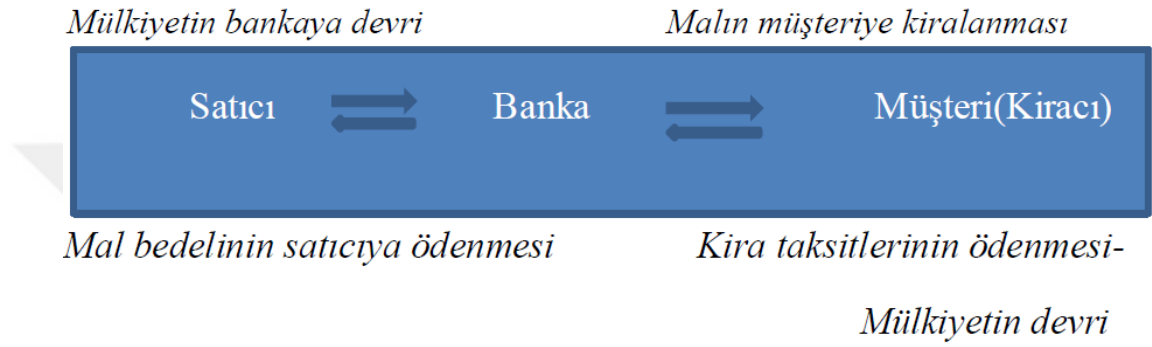 Mülkiyetin bankaya devri Malın müşteriye kiralanması
Satıcı Banka Müşteri(Kiracı)
Mal bedelinin satıcıya ödenmesi Kira taksitlerinin ödenmesi-
Mülkiyetin devri